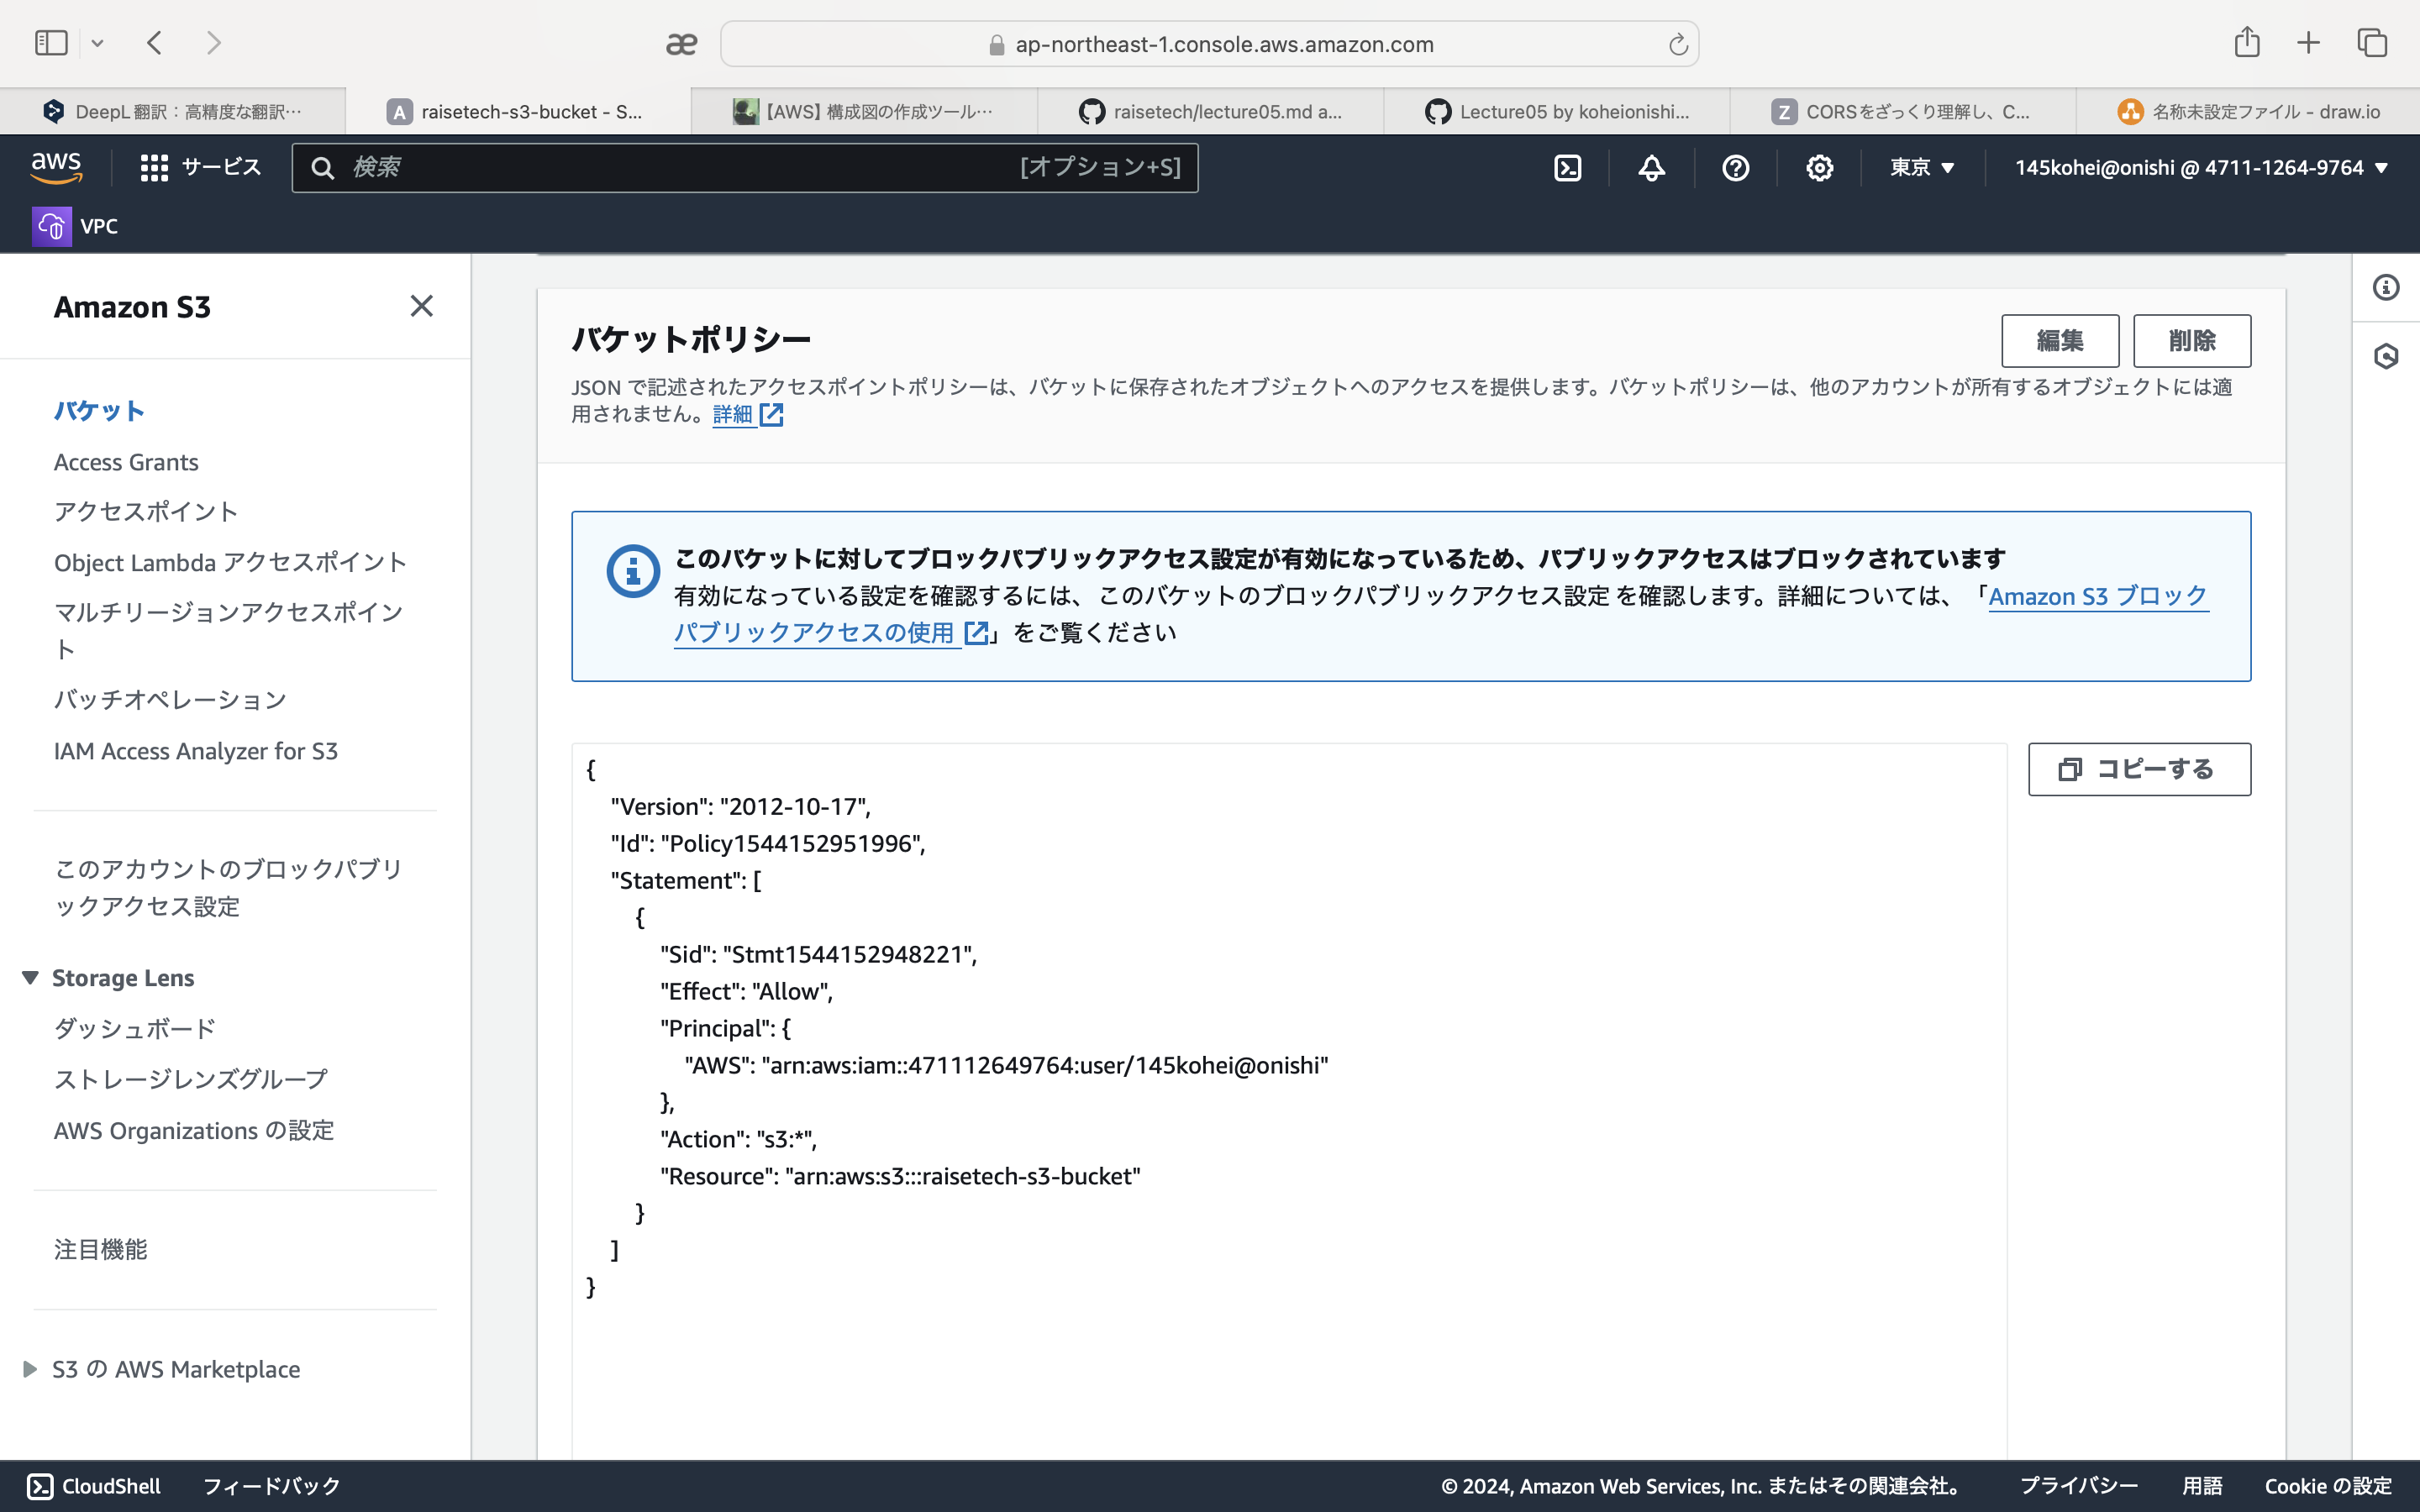 ap-northeast-1.console.aws.amazon.com
DeepL 翻訳：高精度な翻訳…
raisetech-s3-bucket - S...
【AWS】構成図の作成ツール…
raisetech/lecture05.md a...
Lecture05 by koheionishi...
CORSをざっくり理解し、C...
名称未設定ファイル - draw.io
aws
サービス
検索
[オプション+S]
東京
145kohei@onishi @ 4711-1264-9764
VPC
Amazon S3
バケット
Access Grants
アクセスポイント
Object Lambda アクセスポイント
マルチリージョンアクセスポイン
ト
バッチオペレーション
IAM Access Analyzer for S3
このアカウントのブロックパブリ
ックアクセス設定
Storage Lens
ダッシュボード
ストレージレンズグループ
AWS Organizations の設定
注目機能
S3 の AWS Marketplace
バケットポリシー
編集
削除
JSON で記述されたアクセスポイントポリシーは、バケットに保存されたオブジェクトへのアクセスを提供します。バケットポリシーは、他のアカウントが所有するオブジェクトには適
用されません。詳細
このバケットに対してブロックパブリックアクセス設定が有効になっているため、パブリックアクセスはブロックされています
有効になっている設定を確認するには、このバケットのブロックパブリックアクセス設定 を確認します。詳細については、「Amazon S3 ブロック
パブリックアクセスの使用」をご覧ください
コピーする
{
"Version": "2012-10-17",
"Id": "Policy1544152951996",
"Statement": [
{
"Sid": "Stmt1544152948221",
"Effect": "Allow",
"Principal": {
"AWS": "arn:aws:iam::471112649764:user/145kohei@onishi"
},
"Action": "s3:*",
"Resource": "arn:aws:s3:::raisetech-s3-bucket"
}
]
}
CloudShell
フィードバック
© 2024, Amazon Web Services, Inc. またはその関連会社。
プライバシー
用語
Cookie の設定